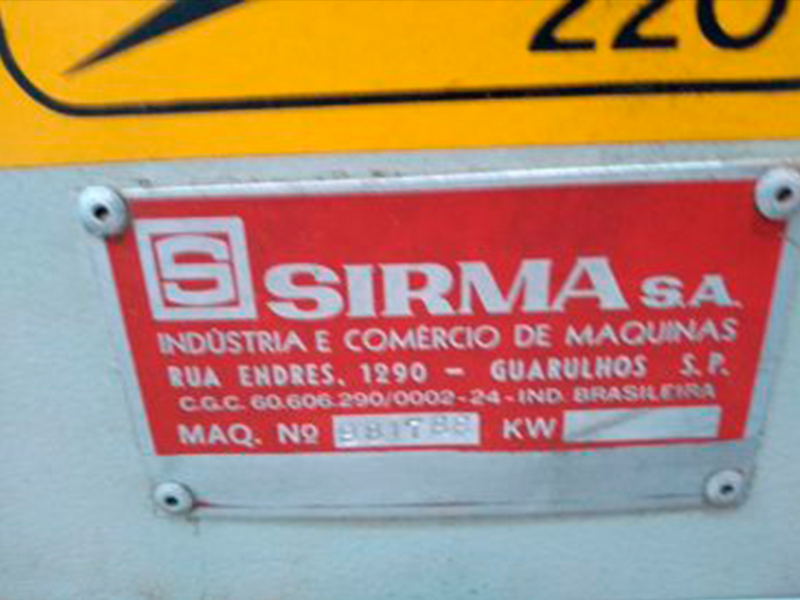 220
S SIRMA S.A.
INDÚSTRIA E COMÉRCIO DE MAQUINAS
RUA ENDRES, 1290 - GUARULHOS S.P.
C.G.C. 60.606.290/0002-24 - IND. BRASILEIRA
MAQ. Nº KW